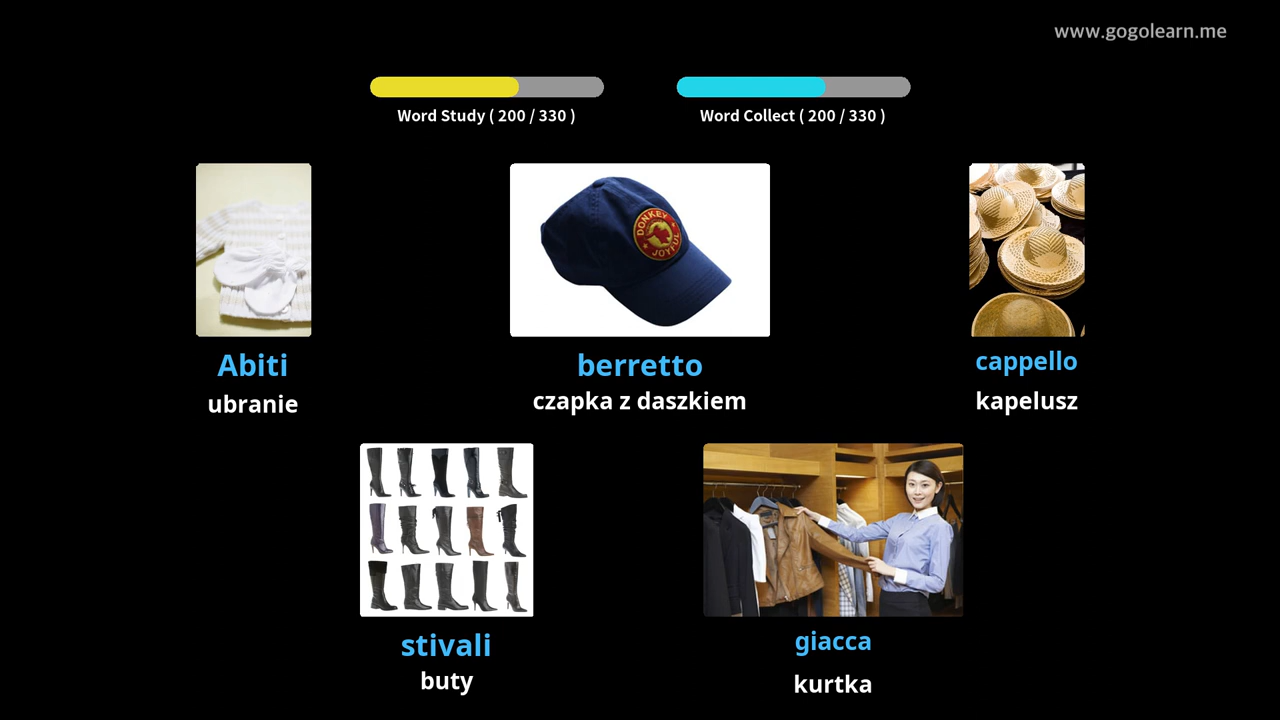 www.gogolearn.me
Word Study ( 200 / 330 )
Word Collect ( 200 / 330 )
DONKEY
JOYFUL
Abiti
ubranie
berretto
czapka z daszkiem
cappello
kapelusz
stivali
buty
giacca
kurtka